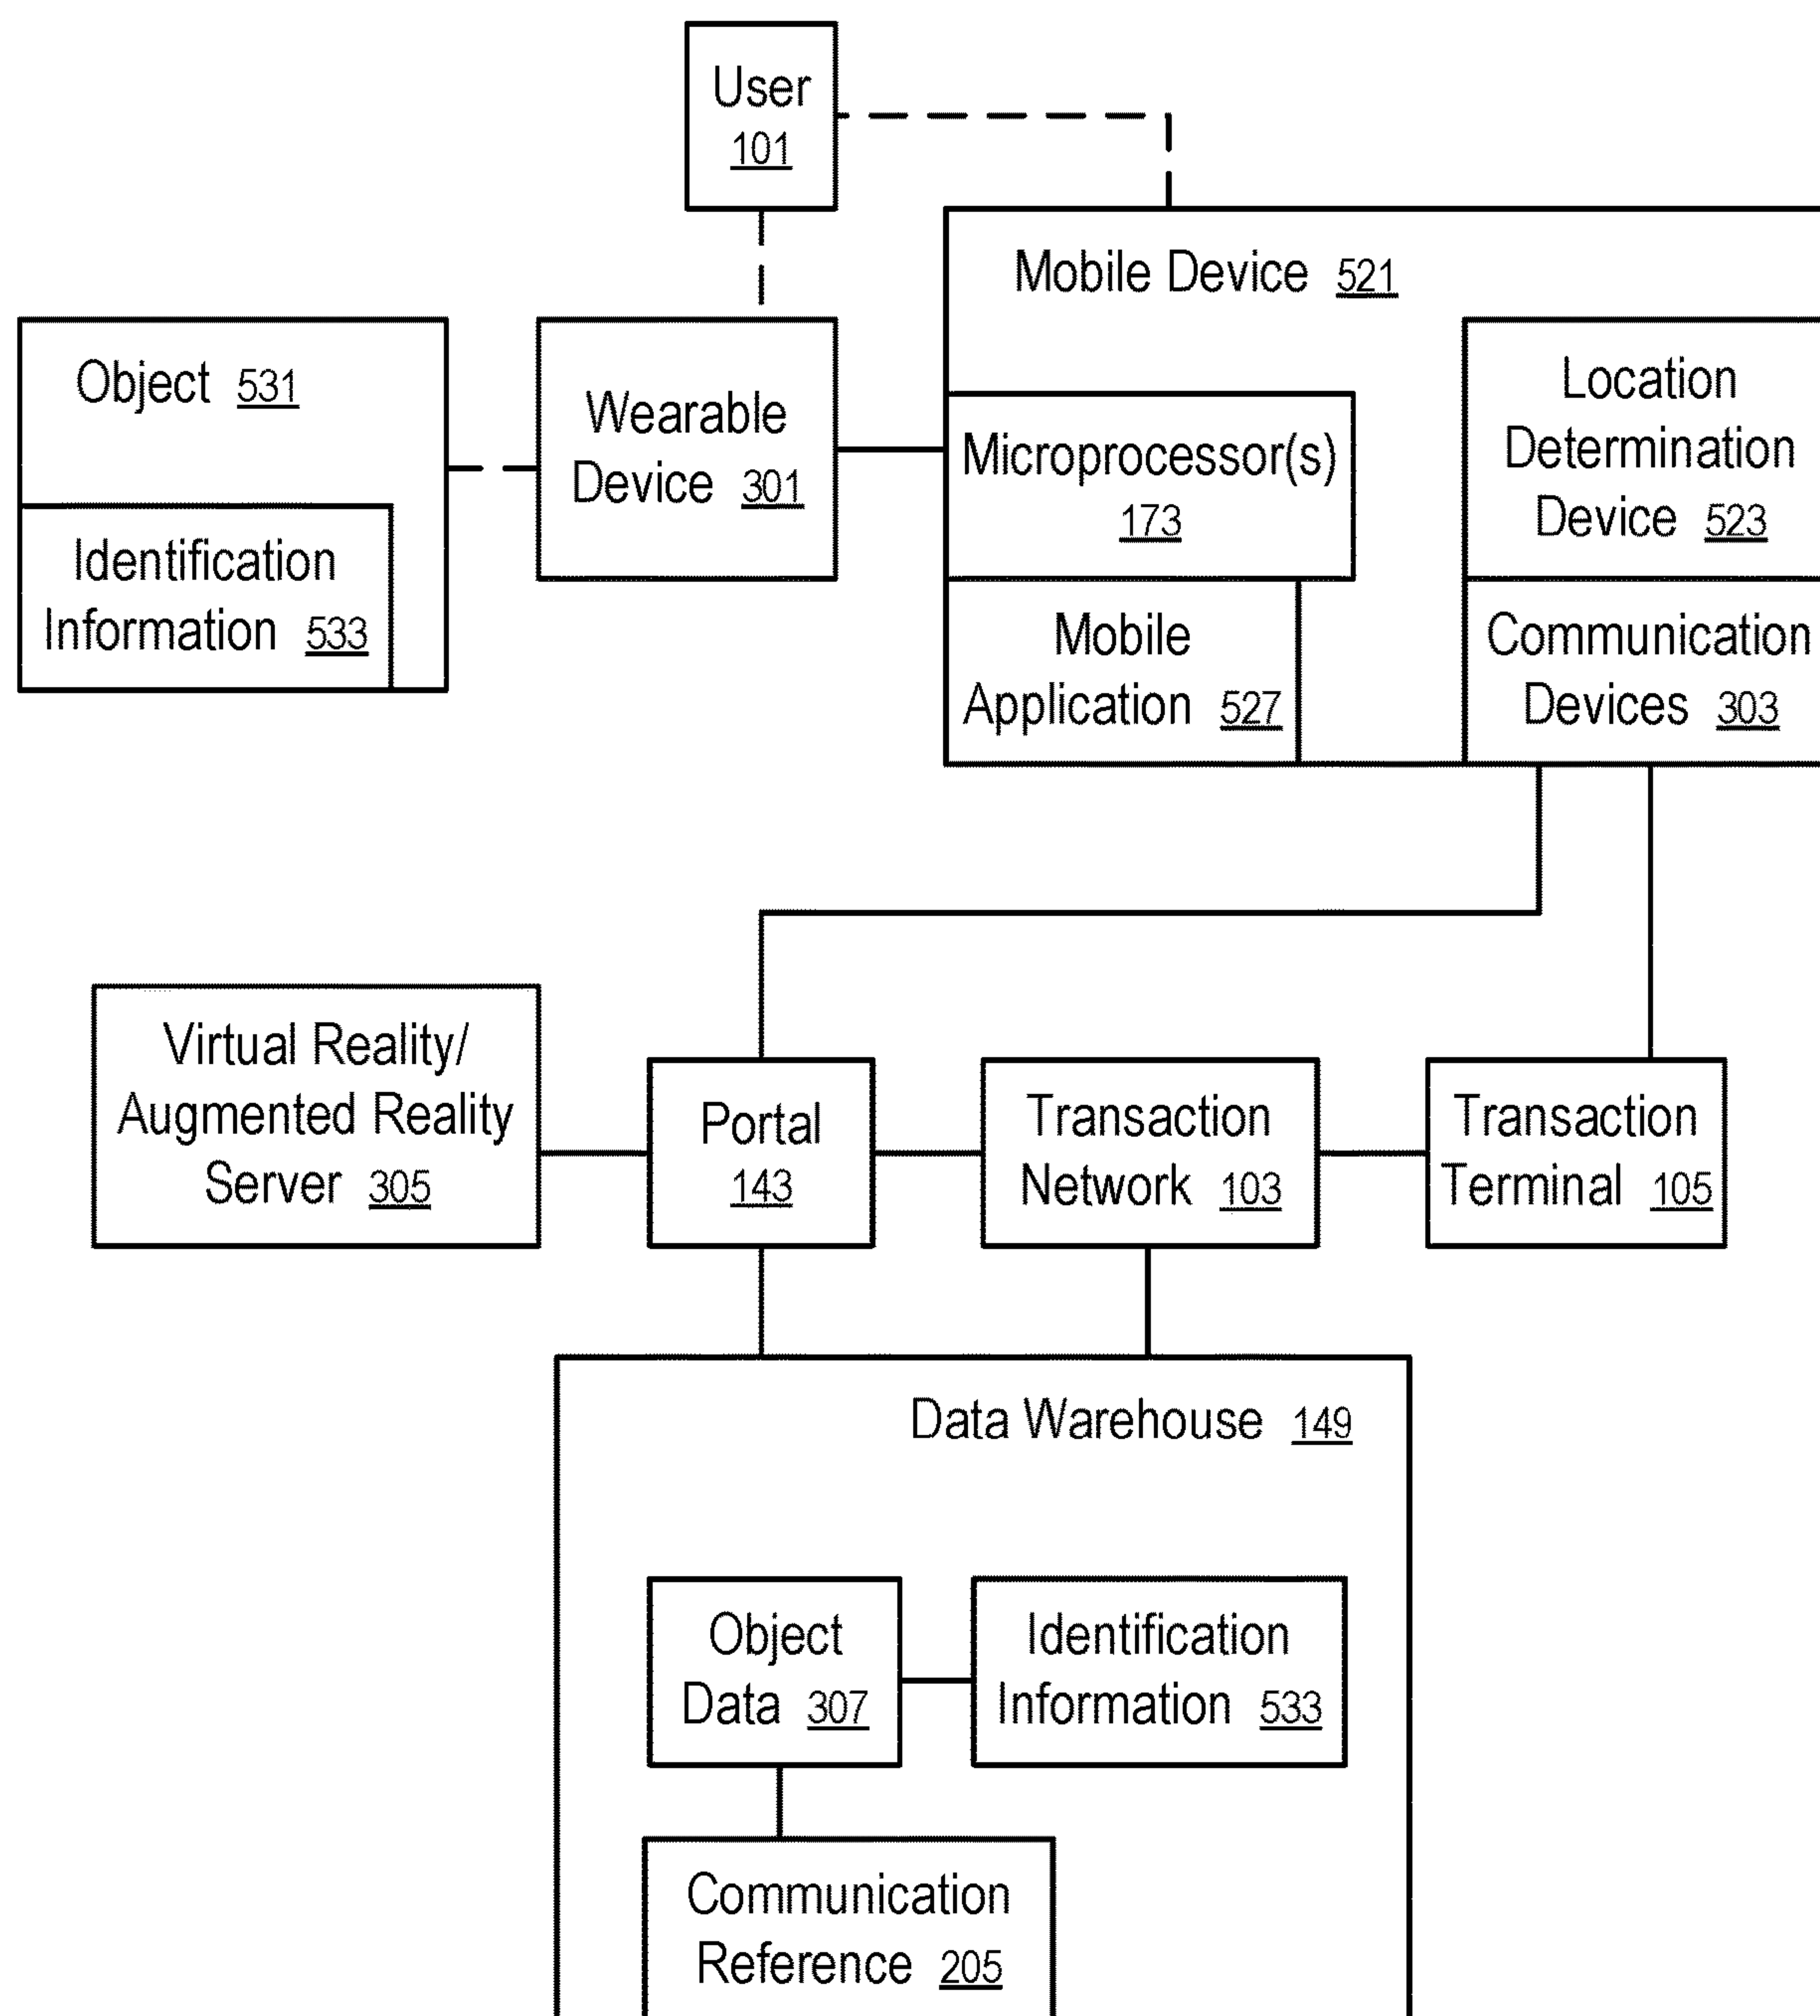 User
101
Mobile Device 521
Object 531
Identification
Information 533
Wearable
Device 301
Microprocessor(s)
173
Mobile
Application 527
Location
Determination
Device 523
Communication
Devices 303
Virtual Reality/
Augmented Reality
Server 305
Portal
143
Transaction
Network 103
Transaction
Terminal 105
Data Warehouse 149
Object
Data 307
Identification
Information 533
Communication
Reference 205